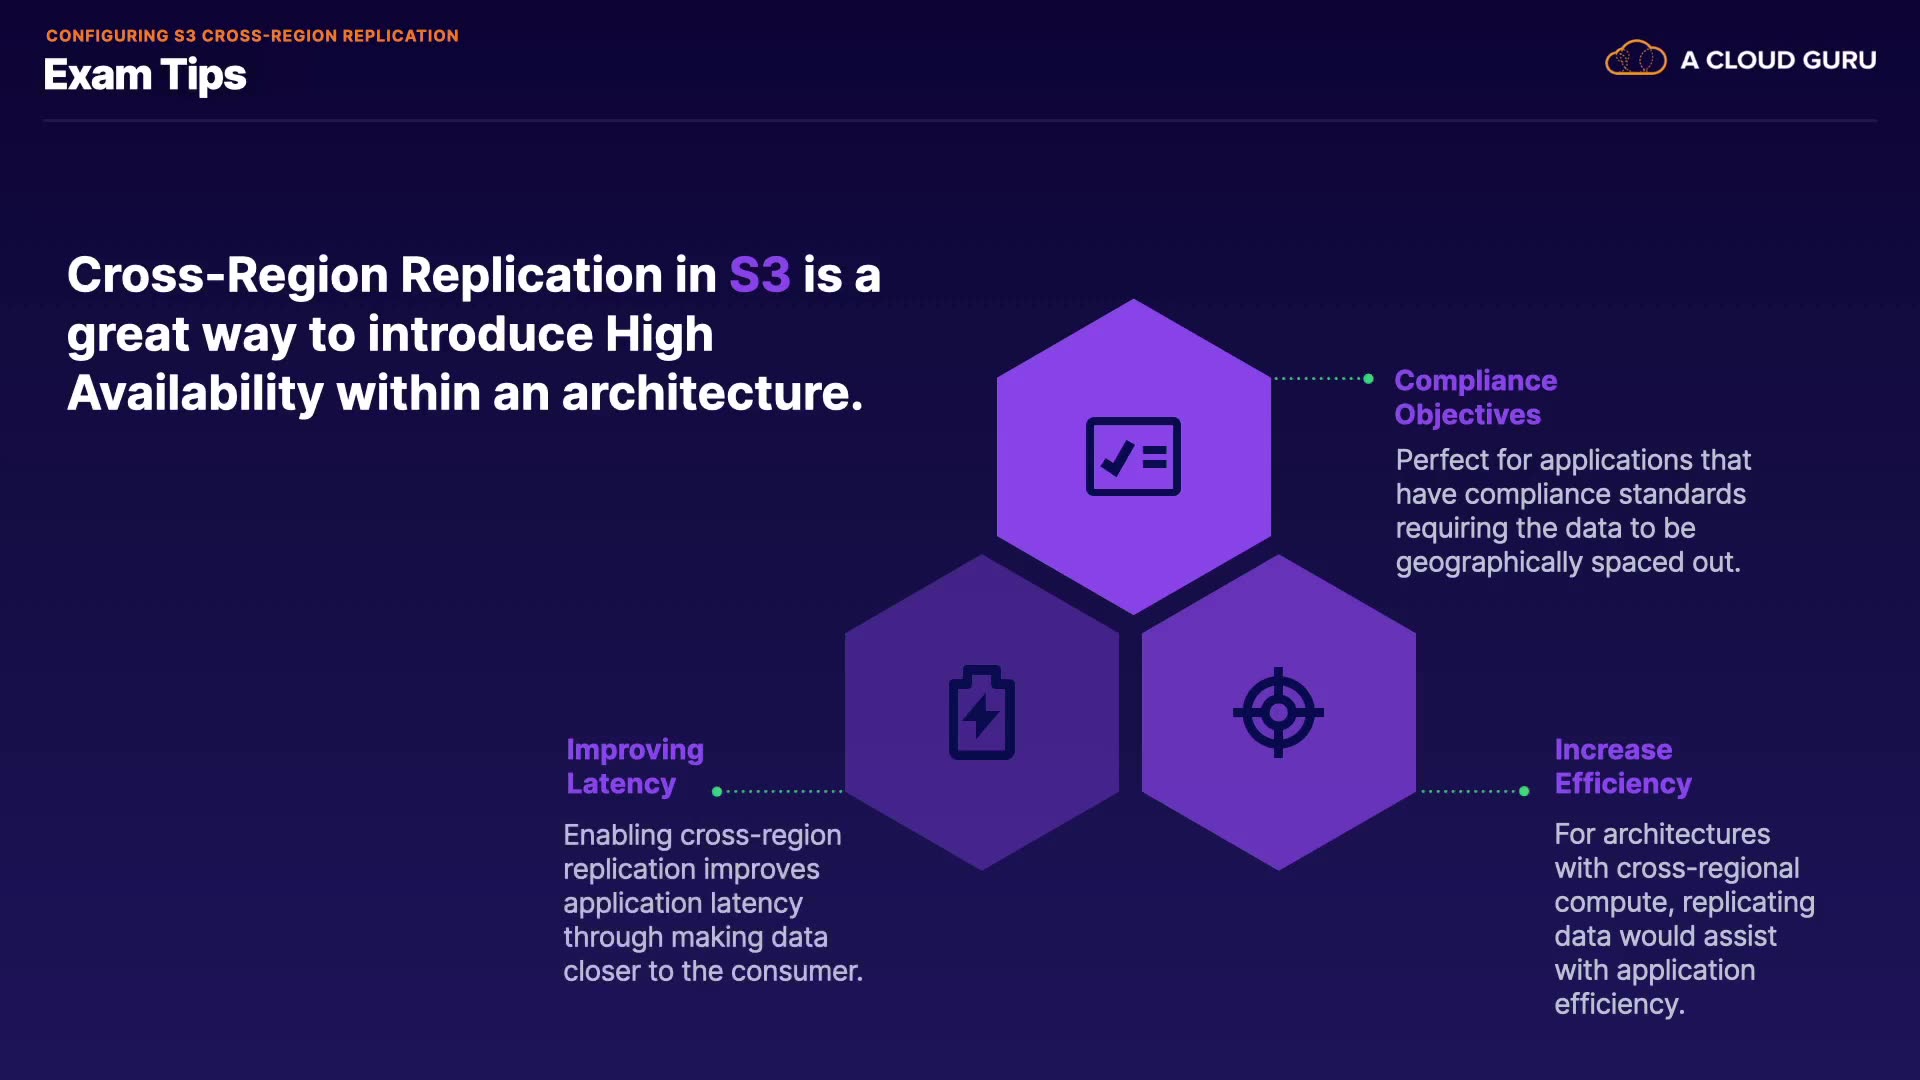 CONFIGURING S3 CROSS-REGION REPLICATION
Exam Tips
A CLOUD GURU
Cross-Region Replication in S3 is a
great way to introduce High
Availability within an architecture.
Compliance
Objectives
Perfect for applications that
have compliance standards
requiring the data to be
geographically spaced out.
Improving
Latency
Enabling cross-region
replication improves
application latency
through making data
closer to the consumer.
Increase
Efficiency
For architectures
with cross-regional
compute, replicating
data would assist
with application
efficiency.